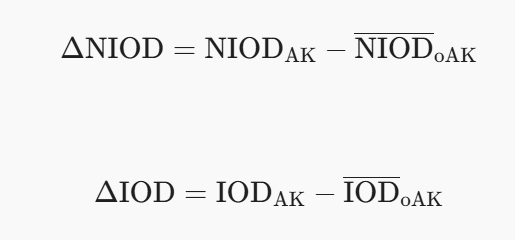 ΔNIOD = NIOD_AK − \overline{NIOD}_oAK
ΔIOD = IOD_AK − \overline{IOD}_oAK